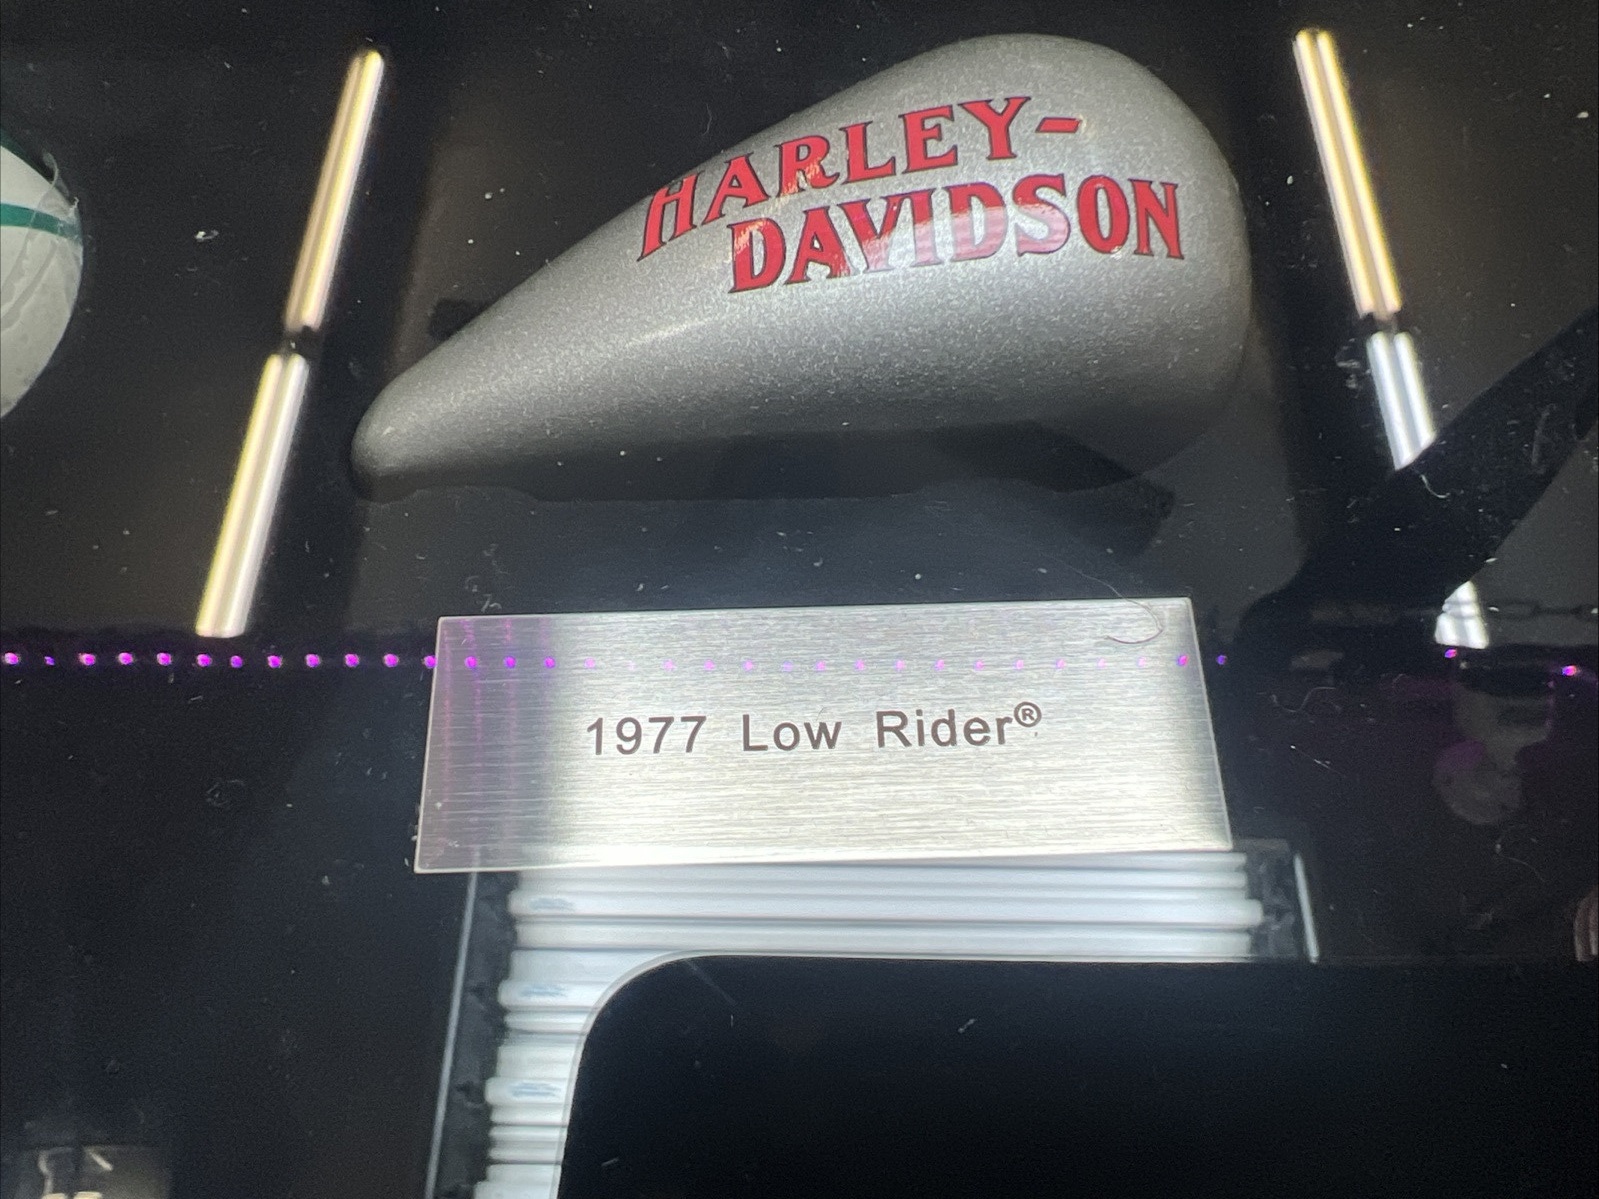 HARLEY-
DAVIDSON
1977 Low Rider®